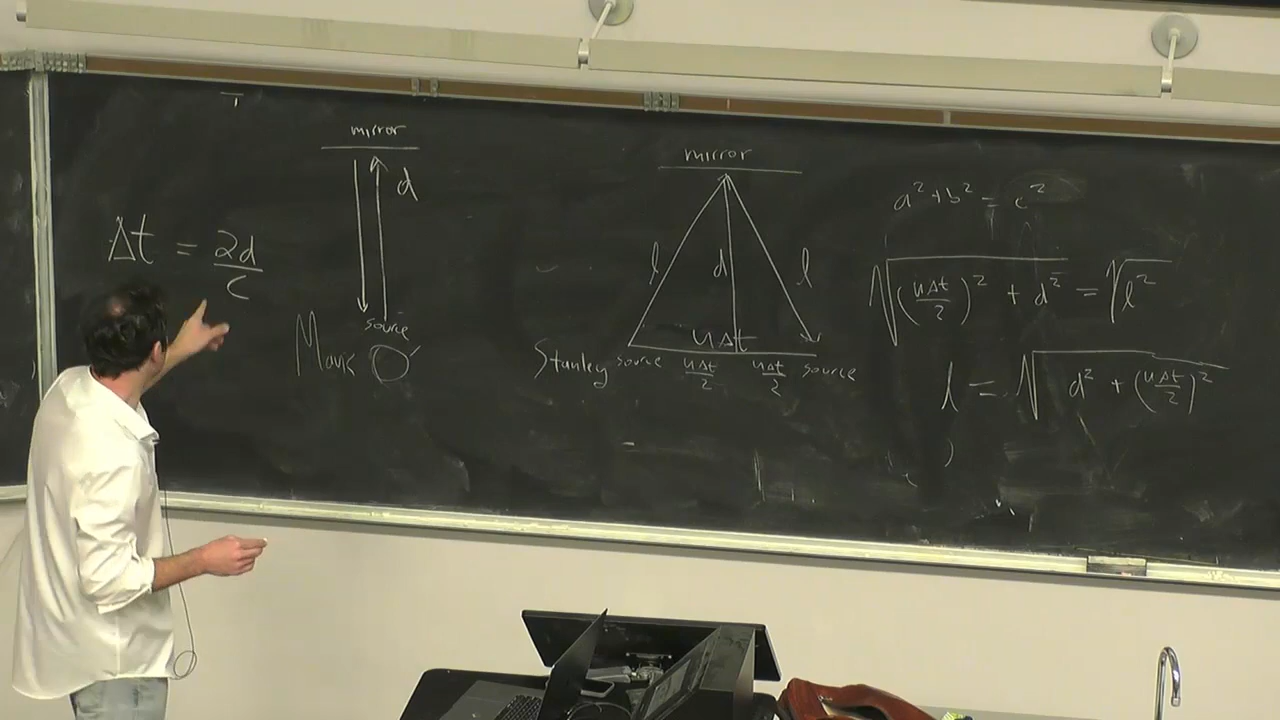 mirror
d
Δt = 2d/c
source
mirror
l d l
uΔt
Stanley source uΔt/2 uΔt/2 source
a² + b² = c²
√((uΔt/2)² + d²) = √l²
l = √(d² + (uΔt/2)²)